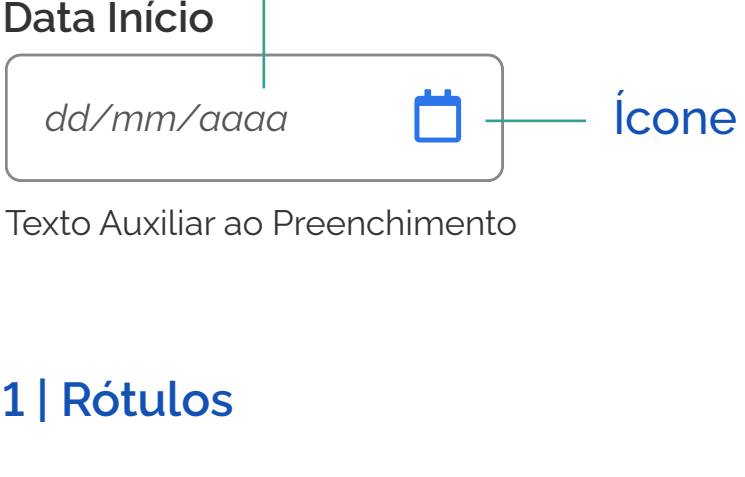 Data Início
dd/mm/aaaa
Ícone
Texto Auxiliar ao Preenchimento
1 | Rótulos